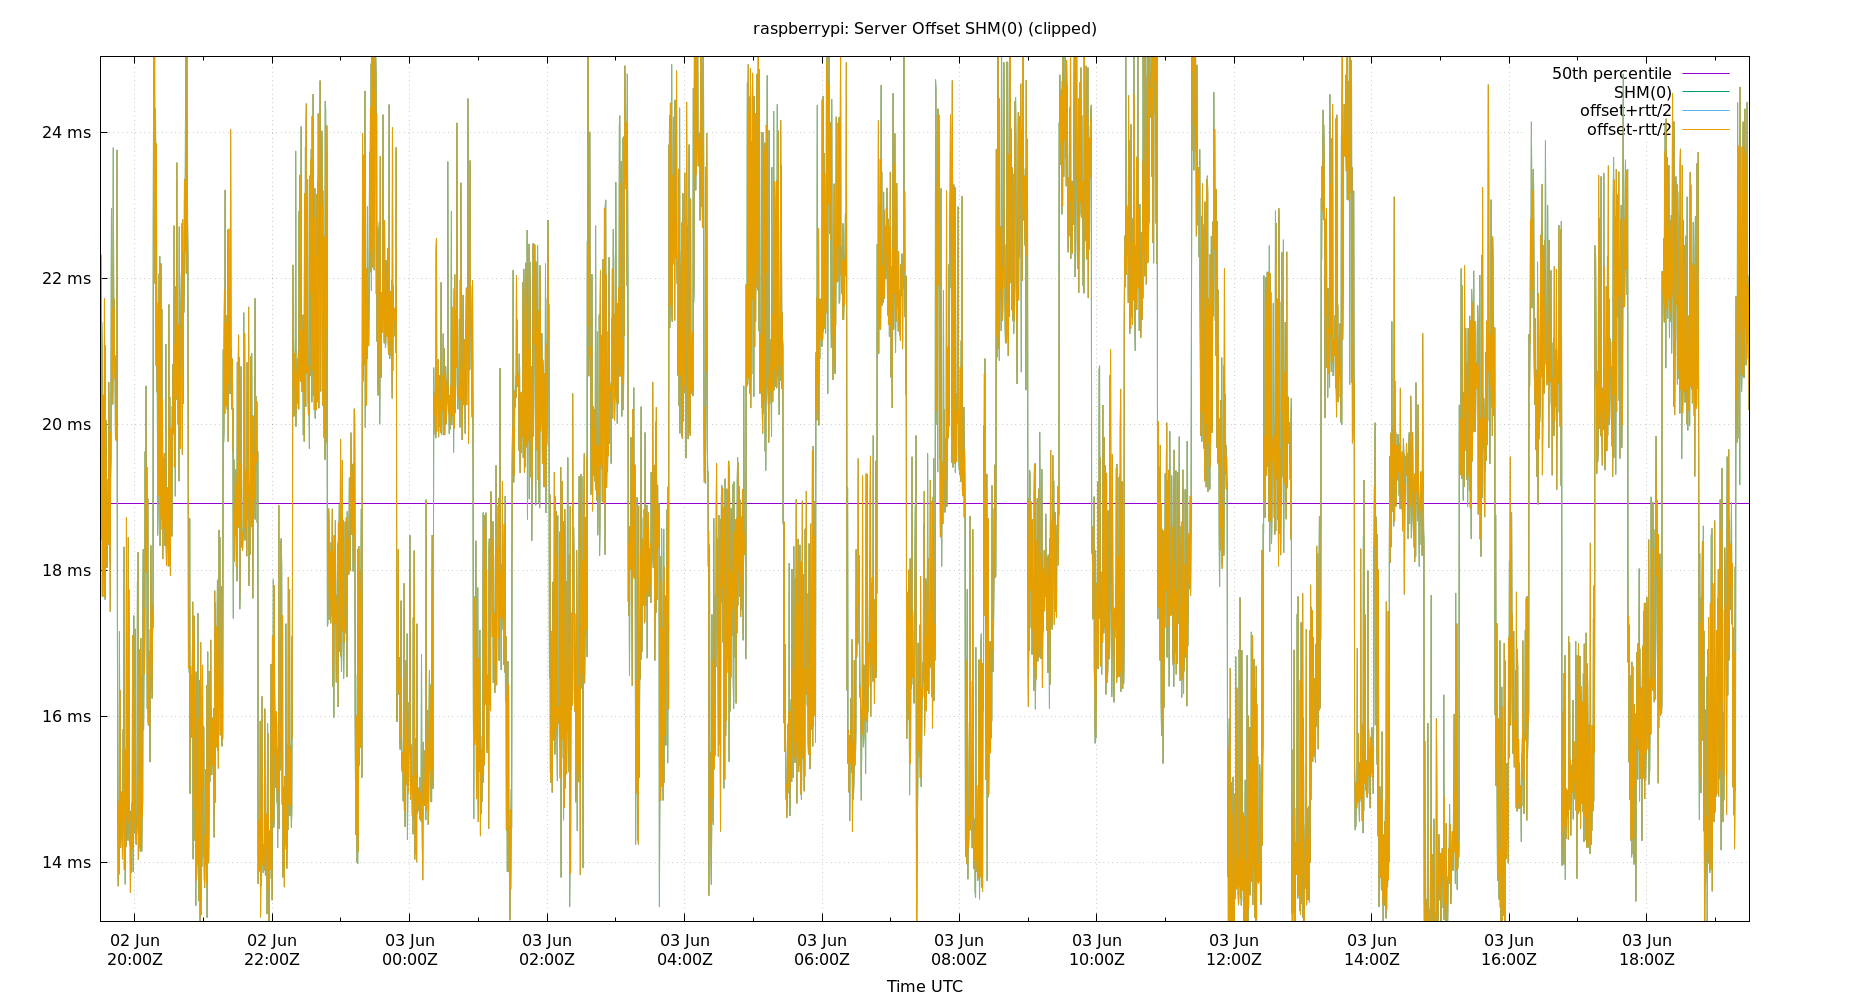 raspberrypi: Server Offset SHM(0) (clipped)
50th percentile
SHM(0)
offset+rtt/2
offset-rtt/2
24 ms
22 ms
20 ms
18 ms
16 ms
14 ms
02 Jun 02 Jun 03 Jun 03 Jun 03 Jun 03 Jun 03 Jun 03 Jun 03 Jun 03 Jun 03 Jun 03 Jun
20:00Z 22:00Z 00:00Z 02:00Z 04:00Z 06:00Z 08:00Z 10:00Z 12:00Z 14:00Z 16:00Z 18:00Z
Time UTC